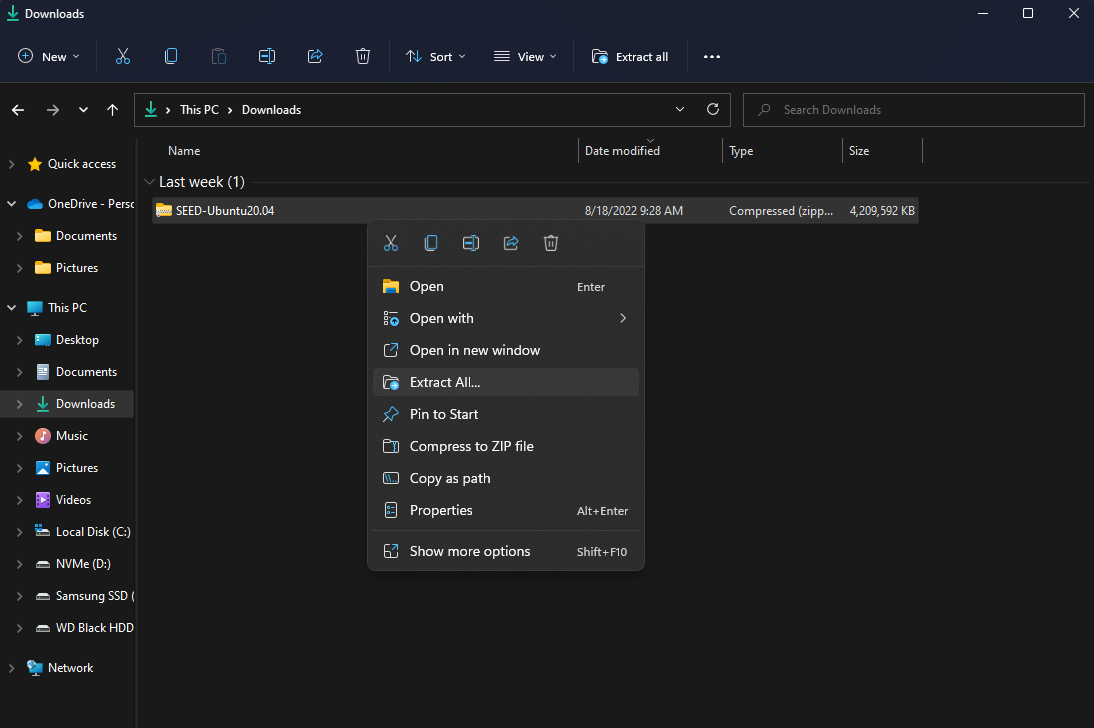 Downloads
New
Sort
View
Extract all
This PC > Downloads
Search Downloads
Name Date modified Type Size
Quick access
OneDrive - Perso
Documents
Pictures
This PC
Desktop
Documents
Downloads
Music
Pictures
Videos
Local Disk (C:)
NVMe (D:)
Samsung SSD (
WD Black HDD
Network
Last week (1)
SEED-Ubuntu20.04 8/18/2022 9:28 AM Compressed (zipp... 4,209,592 KB
Open Enter
Open with
Open in new window
Extract All...
Pin to Start
Compress to ZIP file
Copy as path
Properties Alt+Enter
Show more options Shift+F10